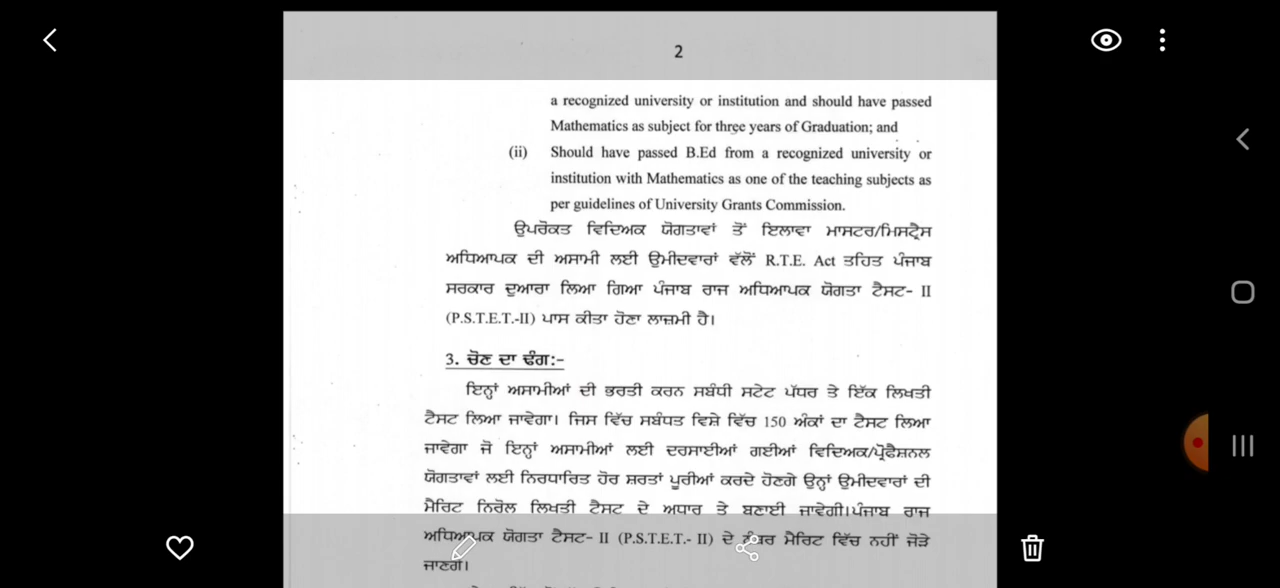 2
a recognized university or institution and should have passed
Mathematics as subject for three years of Graduation; and
(ii) Should have passed B.Ed from a recognized university or
institution with Mathematics as one of the teaching subjects as
per guidelines of University Grants Commission.
ਉਪਰੋਕਤ ਵਿਦਿਅਕ ਯੋਗਤਾਵਾਂ ਤੋਂ ਇਲਾਵਾ ਮਾਸਟਰ/ਮਿਸਟ੍ਰੈਸ
ਅਧਿਆਪਕ ਦੀ ਅਸਾਮੀ ਲਈ ਉਮੀਦਵਾਰਾਂ ਵੱਲੋਂ R.T.E. Act ਤਹਿਤ ਪੰਜਾਬ
ਸਰਕਾਰ ਦੁਆਰਾ ਲਿਆ ਗਿਆ ਪੰਜਾਬ ਰਾਜ ਅਧਿਆਪਕ ਯੋਗਤਾ ਟੈਸਟ- II
(P.S.T.E.T.-II) ਪਾਸ ਕੀਤਾ ਹੋਣਾ ਲਾਜ਼ਮੀ ਹੈ।
3. ਚੋਣ ਦਾ ਢੰਗ:-
ਇਨ੍ਹਾਂ ਅਸਾਮੀਆਂ ਦੀ ਭਰਤੀ ਕਰਨ ਸਬੰਧੀ ਸਟੇਟ ਪੱਧਰ ਤੇ ਇੱਕ ਲਿਖਤੀ
ਟੈਸਟ ਲਿਆ ਜਾਵੇਗਾ। ਜਿਸ ਵਿੱਚ ਸਬੰਧਤ ਵਿਸ਼ੇ ਵਿੱਚ 150 ਅੰਕਾਂ ਦਾ ਟੈਸਟ ਲਿਆ
ਜਾਵੇਗਾ ਜੋ ਇਨ੍ਹਾਂ ਅਸਾਮੀਆਂ ਲਈ ਦਰਸਾਈਆਂ ਗਈਆਂ ਵਿਦਿਅਕ/ਪ੍ਰੋਫੈਸ਼ਨਲ
ਯੋਗਤਾਵਾਂ ਲਈ ਨਿਰਧਾਰਿਤ ਹੋਰ ਸ਼ਰਤਾਂ ਪੂਰੀਆਂ ਕਰਦੇ ਹੋਣਗੇ ਉਨ੍ਹਾਂ ਉਮੀਦਵਾਰਾਂ ਦੀ
ਮੈਰਿਟ ਨਿਰੋਲ ਲਿਖਤੀ ਟੈਸਟ ਦੇ ਅਧਾਰ ਤੇ ਬਣਾਈ ਜਾਵੇਗੀ।ਪੰਜਾਬ ਰਾਜ
ਅਧਿਆਪਕ ਯੋਗਤਾ ਟੈਸਟ- II (P.S.T.E.T.- II) ਦੇ ਨੰਬਰ ਮੈਰਿਟ ਵਿੱਚ ਨਹੀਂ ਜੋੜੇ
ਜਾਣਗੇ।